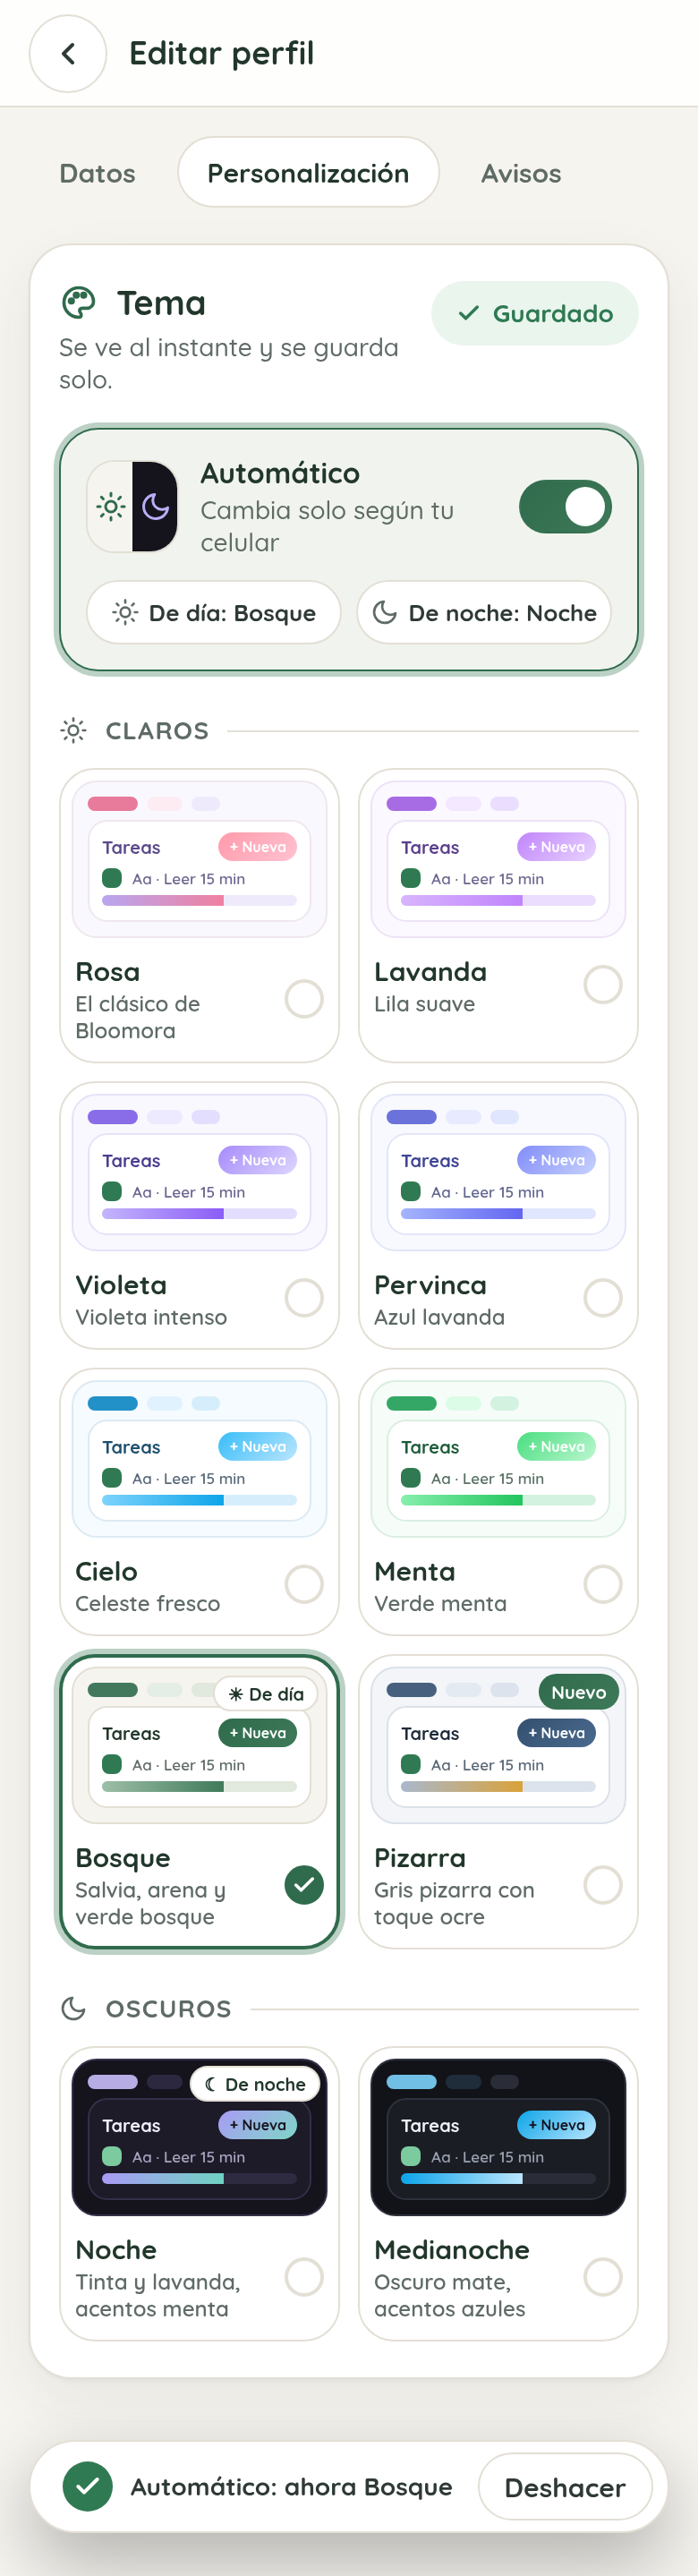 Editar perfil
Datos
Personalización
Avisos
Tema
Guardado
Se ve al instante y se guarda
solo.
Automático
Cambia solo según tu
celular
De día: Bosque
De noche: Noche
CLAROS
Tareas
+ Nueva
Aa · Leer 15 min
Rosa
El clásico de
Bloomora
Tareas
+ Nueva
Aa · Leer 15 min
Lavanda
Lila suave
Tareas
+ Nueva
Aa · Leer 15 min
Violeta
Violeta intenso
Tareas
+ Nueva
Aa · Leer 15 min
Pervinca
Azul lavanda
Tareas
+ Nueva
Aa · Leer 15 min
Cielo
Celeste fresco
Tareas
+ Nueva
Aa · Leer 15 min
Menta
Verde menta
☀ De día
Tareas
+ Nueva
Aa · Leer 15 min
Bosque
Salvia, arena y
verde bosque
Nuevo
Tareas
+ Nueva
Aa · Leer 15 min
Pizarra
Gris pizarra con
toque ocre
OSCUROS
☾ De noche
Tareas
+ Nueva
Aa · Leer 15 min
Noche
Tinta y lavanda,
acentos menta
Tareas
+ Nueva
Aa · Leer 15 min
Medianoche
Oscuro mate,
acentos azules
Automático: ahora Bosque
Deshacer